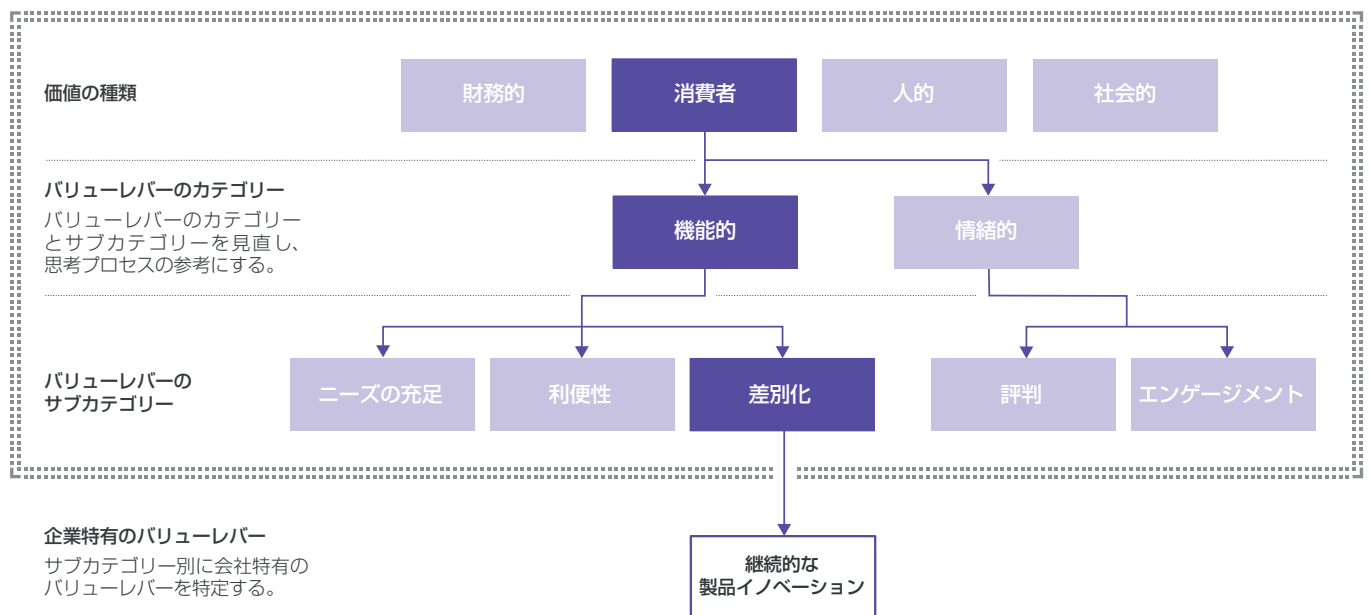 価値の種類
財務的
消費者
人的
社会的
バリューレバーのカテゴリー
バリューレバーのカテゴリー
とサブカテゴリーを見直し、
思考プロセスの参考にする。
機能的
情緒的
バリューレバーの
サブカテゴリー
ニーズの充足
利便性
差別化
評判
エンゲージメント
企業特有のバリューレバー
サブカテゴリー別に会社特有の
バリューレバーを特定する。
継続的な
製品イノベーション